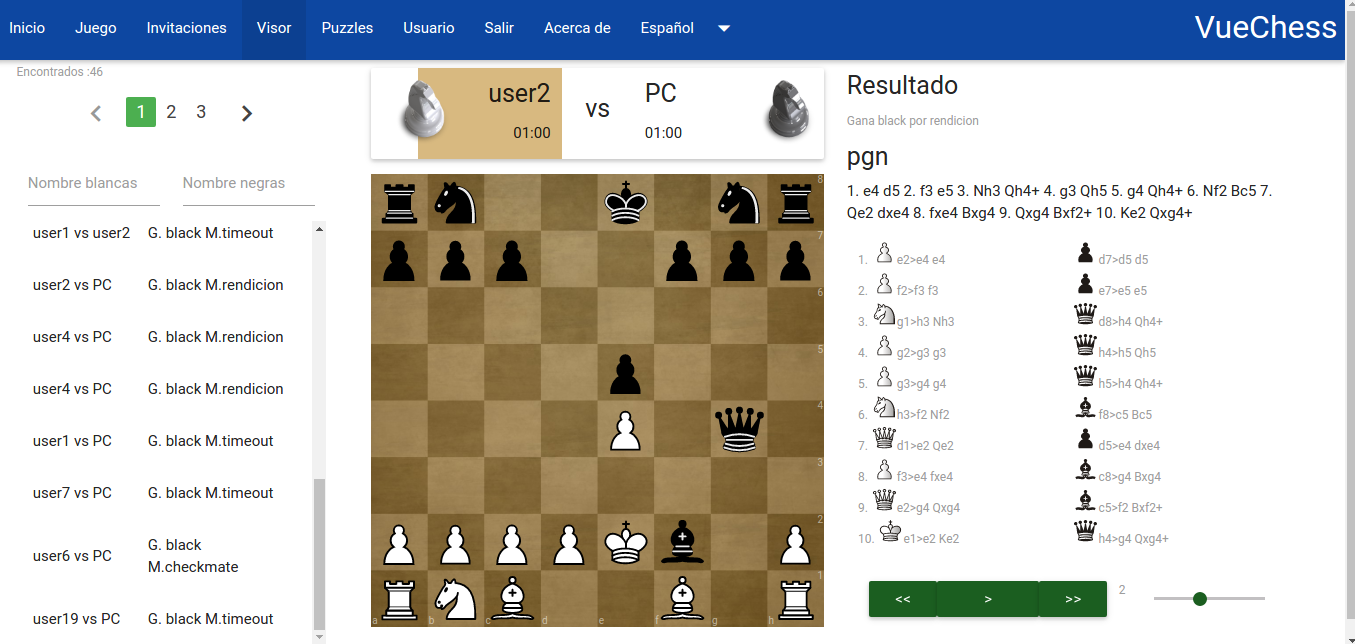 Inicio Juego Invitaciones Visor Puzzles Usuario Salir Acerca de Español VueChess
Encontrados :46
1 2 3
Nombre blancas Nombre negras
user1 vs user2 G. black M.timeout
user2 vs PC G. black M.rendicion
user4 vs PC G. black M.rendicion
user4 vs PC G. black M.rendicion
user1 vs PC G. black M.timeout
user7 vs PC G. black M.timeout
user6 vs PC G. black
M.checkmate
user19 vs PC G. black M.timeout
user2 vs PC
01:00 01:00
8
7
6
5
4
3
2
1
a b c d e f g h
Resultado
Gana black por rendicion
pgn
1. e4 d5 2. f3 e5 3. Nh3 Qh4+ 4. g3 Qh5 5. g4 Qh4+ 6. Nf2 Bc5 7.
Qe2 dxe4 8. fxe4 Bxg4 9. Qxg4 Bxf2+ 10. Ke2 Qxg4+
1. e2>e4 e4 d7>d5 d5
2. f2>f3 f3 e7>e5 e5
3. g1>h3 Nh3 d8>h4 Qh4+
4. g2>g3 g3 h4>h5 Qh5
5. g3>g4 g4 h5>h4 Qh4+
6. h3>f2 Nf2 f8>c5 Bc5
7. d1>e2 Qe2 d5>e4 dxe4
8. f3>e4 fxe4 c8>g4 Bxg4
9. e2>g4 Qxg4 c5>f2 Bxf2+
10. e1>e2 Ke2 h4>g4 Qxg4+
<< > >> 2